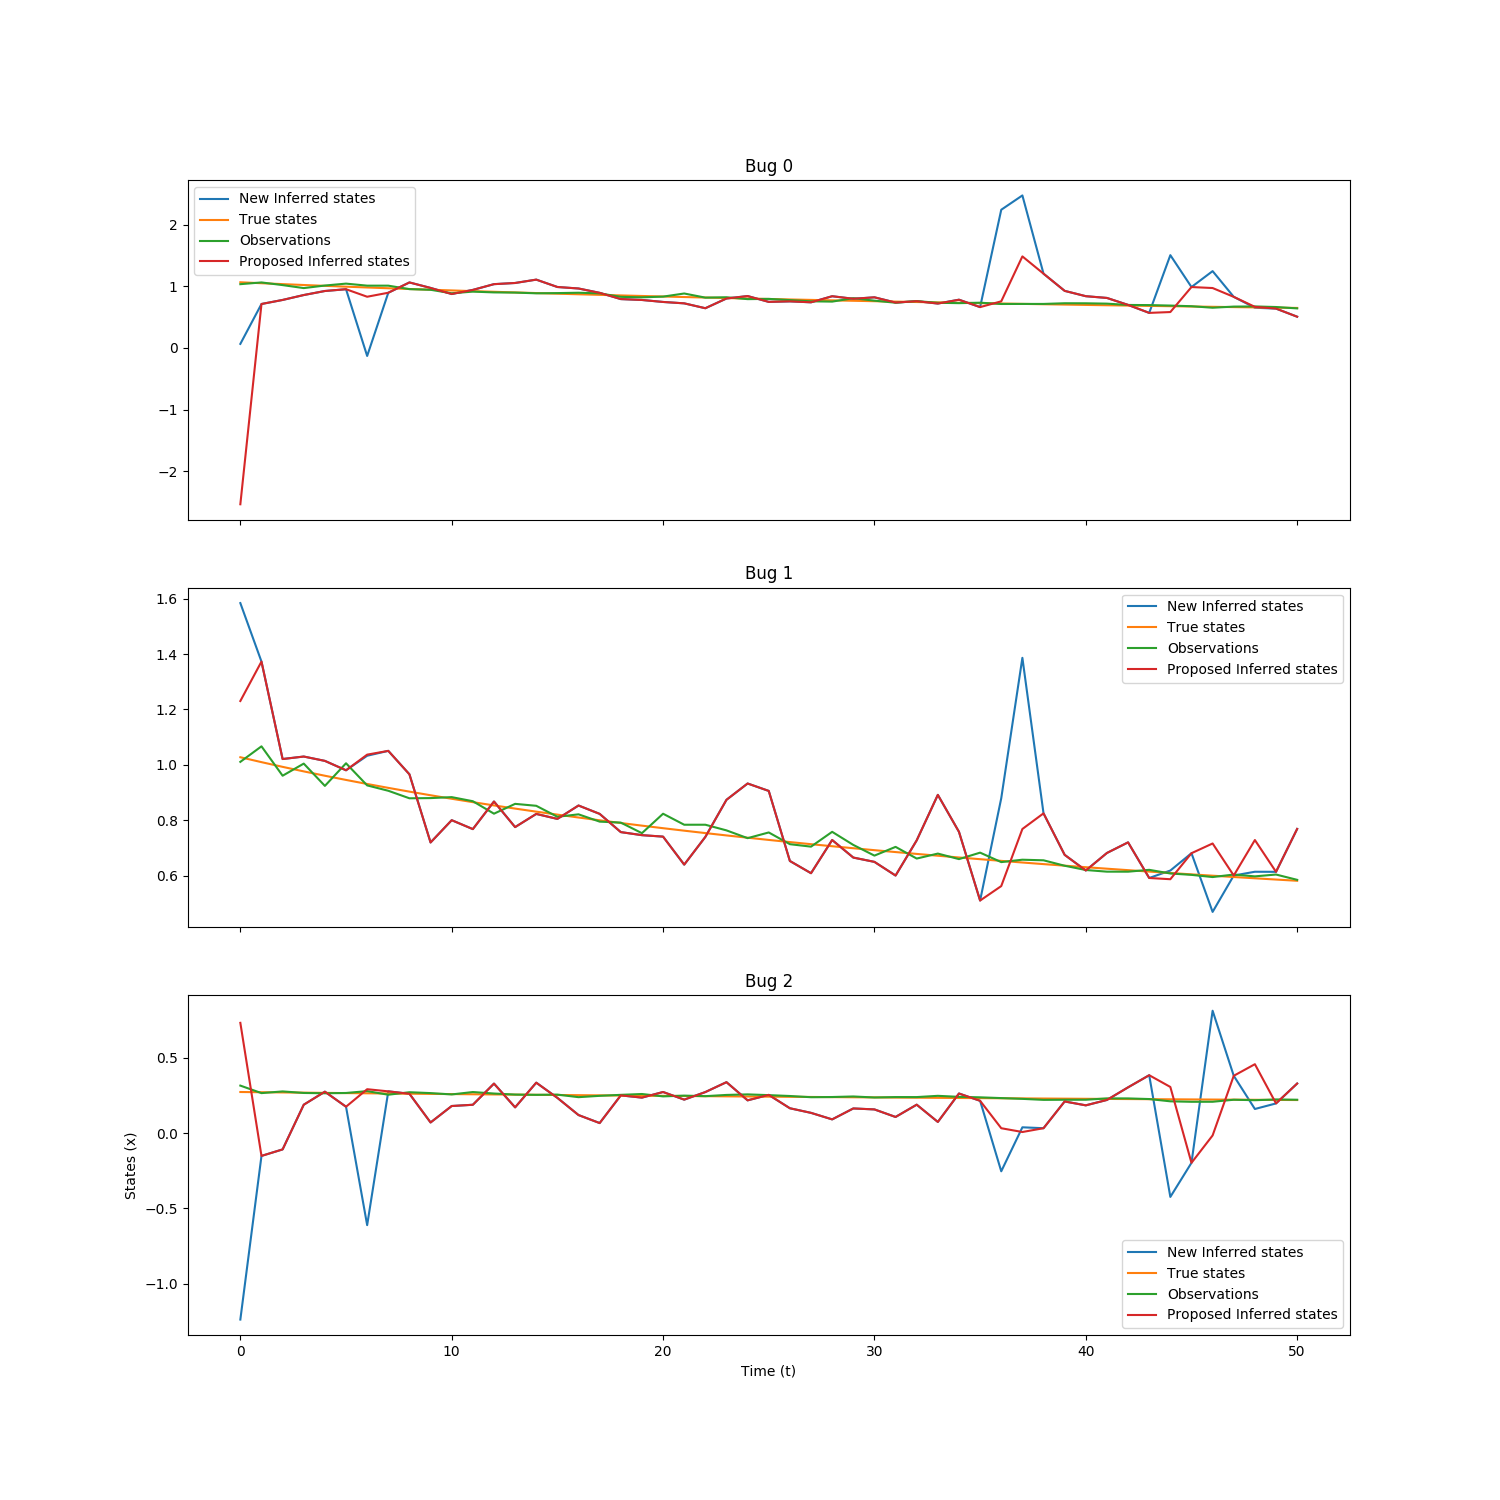 Bug 0
New Inferred states
True states
Observations
Proposed Inferred states
2
1
0
−1
−2
Bug 1
1.6
1.4
1.2
1.0
0.8
0.6
New Inferred states
True states
Observations
Proposed Inferred states
Bug 2
States (x)
0.5
0.0
−0.5
−1.0
New Inferred states
True states
Observations
Proposed Inferred states
0 10 20 30 40 50
Time (t)